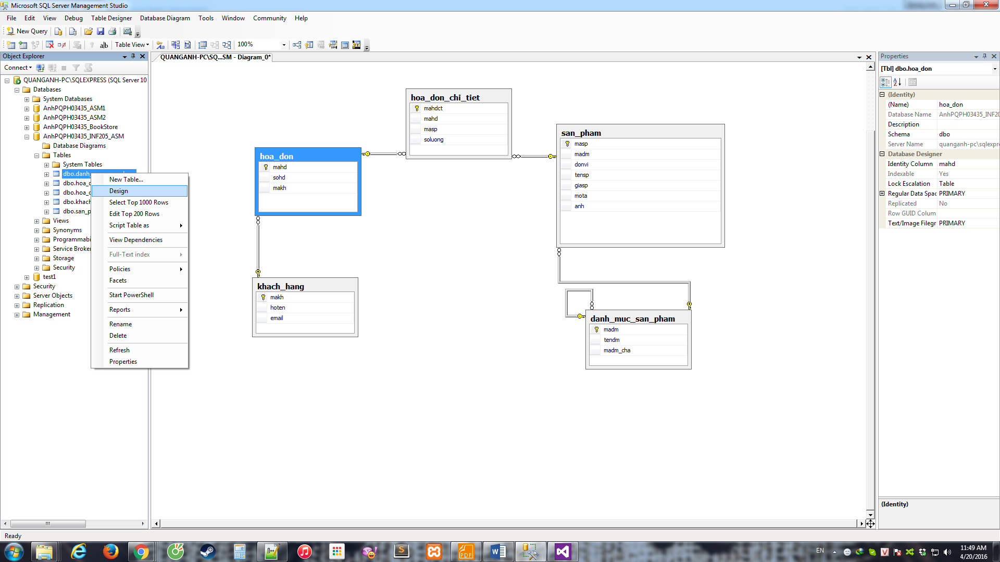 Microsoft SQL Server Management Studio
File Edit View Debug Table Designer Database Diagram Tools Window Community Help
New Query
Table View 100%
Object Explorer
Connect
QUANGANH-PC\SQLEXPRESS (SQL Server 10
Databases
System Databases
AnhPQPH03435_ASM1
AnhPQPH03435_ASM2
AnhPQPH03435_BookStore
AnhPQPH03435_INF205_ASM
Database Diagrams
Tables
System Tables
dbo.danh_
dbo.hoa_d
dbo.hoa_d
dbo.khach
dbo.san_p
Views
Synonyms
Programmabi
Service Broker
Storage
Security
test1
Security
Server Objects
Replication
Management
New Table...
Design
Select Top 1000 Rows
Edit Top 200 Rows
Script Table as
View Dependencies
Full-Text index
Policies
Facets
Start PowerShell
Reports
Rename
Delete
Refresh
Properties
QUANGANH-PC\SQ...SM - Diagram_0*
hoa_don_chi_tiet
mahdct
mahd
masp
soluong
san_pham
masp
madm
donvi
tensp
giasp
mota
anh
hoa_don
mahd
sohd
makh
khach_hang
makh
hoten
email
danh_muc_san_pham
madm
tendm
madm_cha
Properties
[Tbl] dbo.hoa_don
(Identity)
(Name) hoa_don
Database Name AnhPQPH03435_INF20
Description
Schema dbo
Server Name quanganh-pc\sqlexpres
Database Designer
Identity Column mahd
Indexable Yes
Lock Escalation Table
Regular Data Spac PRIMARY
Replicated No
Row GUID Colum
Text/Image Filegr PRIMARY
(Identity)
Ready
EN
11:49 AM
4/20/2016